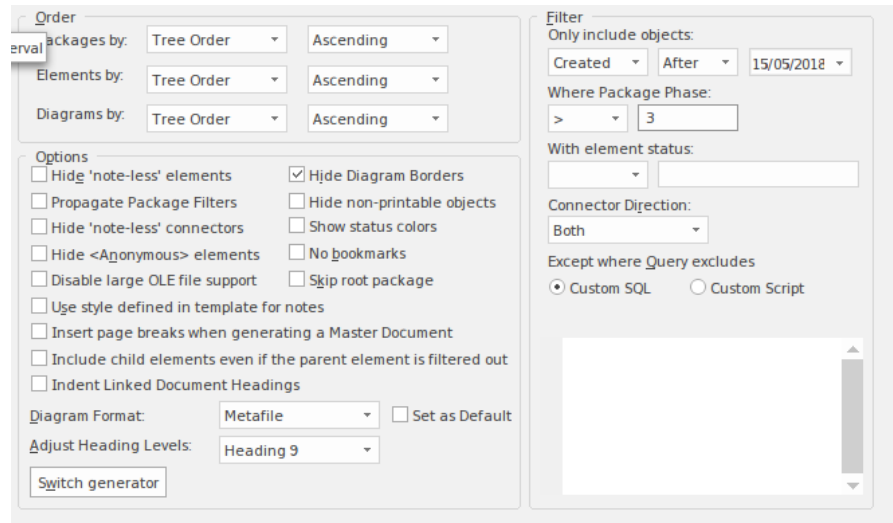 Order
erval
ackages by: Tree Order Ascending
Elements by: Tree Order Ascending
Diagrams by: Tree Order Ascending
Options
Hide 'note-less' elements Hide Diagram Borders
Propagate Package Filters Hide non-printable objects
Hide 'note-less' connectors Show status colors
Hide <Anonymous> elements No bookmarks
Disable large OLE file support Skip root package
Use style defined in template for notes
Insert page breaks when generating a Master Document
Include child elements even if the parent element is filtered out
Indent Linked Document Headings
Diagram Format: Metafile Set as Default
Adjust Heading Levels: Heading 9
Switch generator
Filter
Only include objects:
Created After 15/05/2018
Where Package Phase:
> 3
With element status:
Connector Direction:
Both
Except where Query excludes
Custom SQL Custom Script